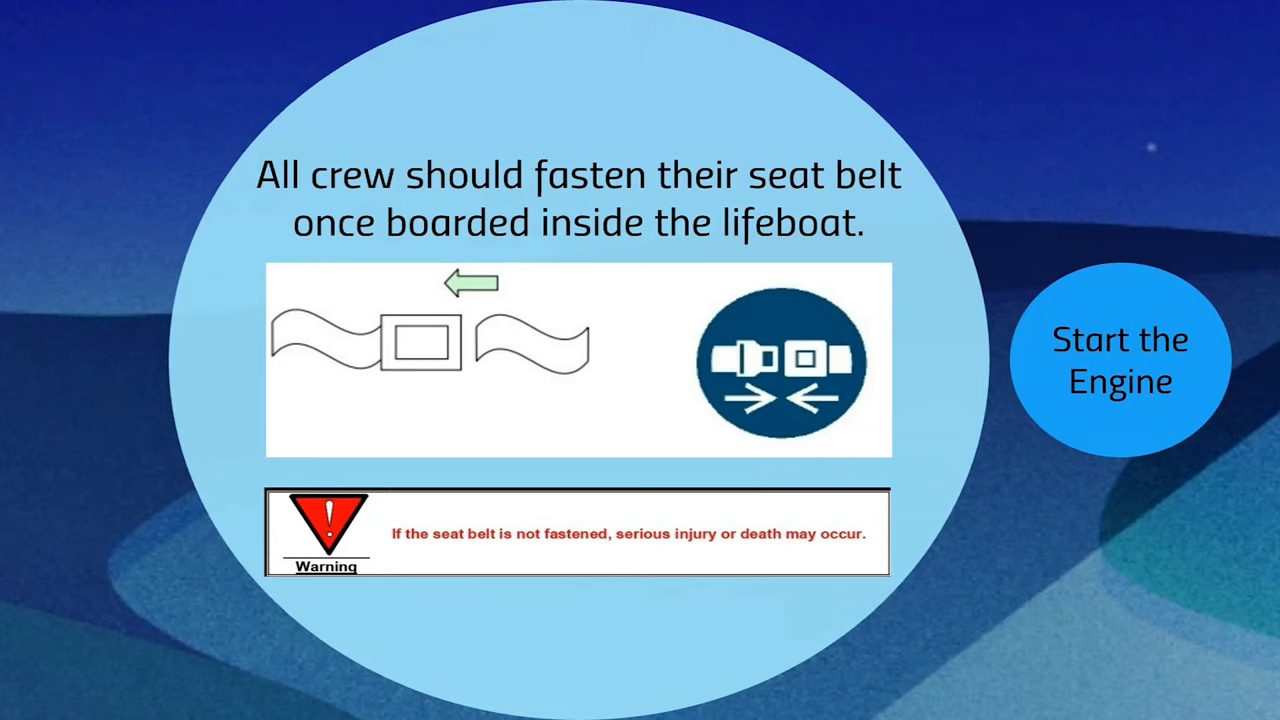 All crew should fasten their seat belt
once boarded inside the lifeboat.
If the seat belt is not fastened, serious injury or death may occur.
Warning
Start the
Engine